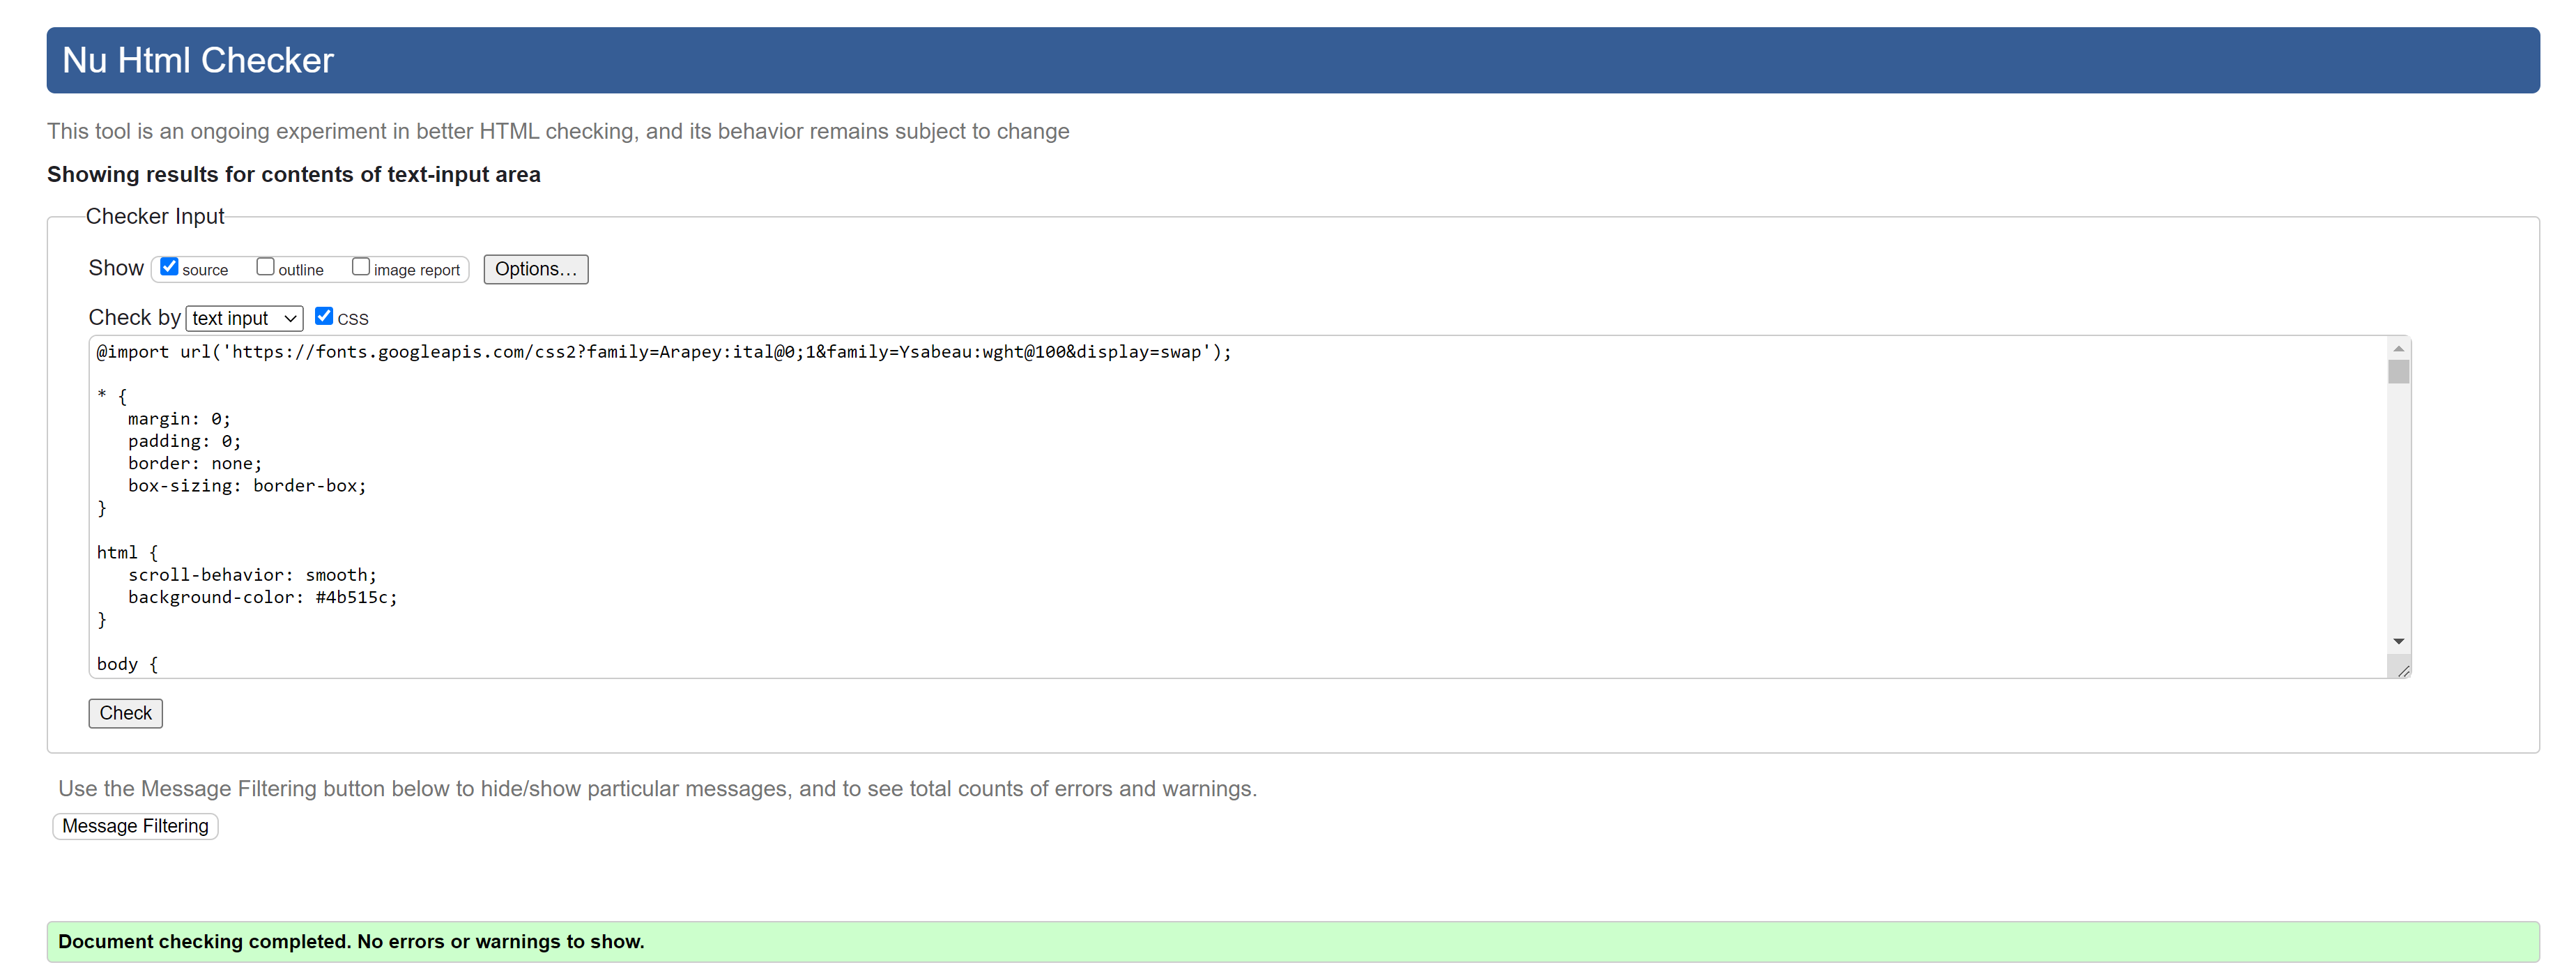 Nu Html Checker
This tool is an ongoing experiment in better HTML checking, and its behavior remains subject to change
Showing results for contents of text-input area
Checker Input
Show source outline image report Options...
Check by text input CSS
@import url('https://fonts.googleapis.com/css2?family=Arapey:ital@0;1&family=Ysabeau:wght@100&display=swap');
* {
margin: 0;
padding: 0;
border: none;
box-sizing: border-box;
}
html {
scroll-behavior: smooth;
background-color: #4b515c;
}
body {
Check
Use the Message Filtering button below to hide/show particular messages, and to see total counts of errors and warnings.
Message Filtering
Document checking completed. No errors or warnings to show.